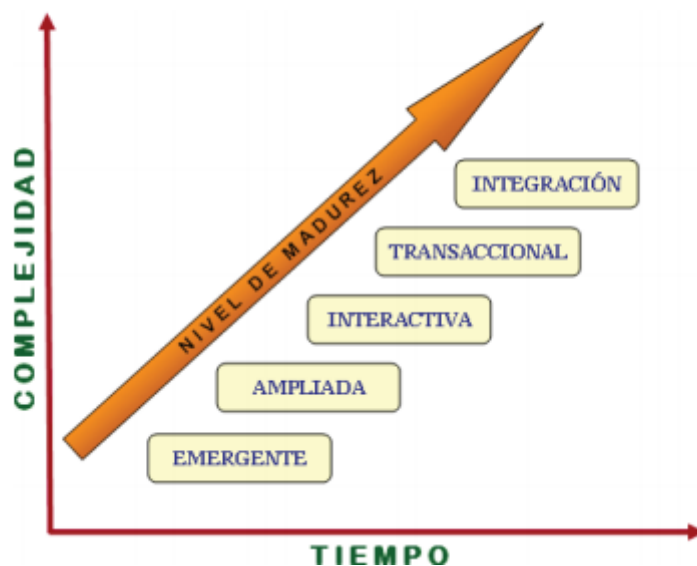 COMPLEJIDAD
NIVEL DE MADUREZ
INTEGRACIÓN
TRANSACCIONAL
INTERACTIVA
AMPLIADA
EMERGENTE
TIEMPO